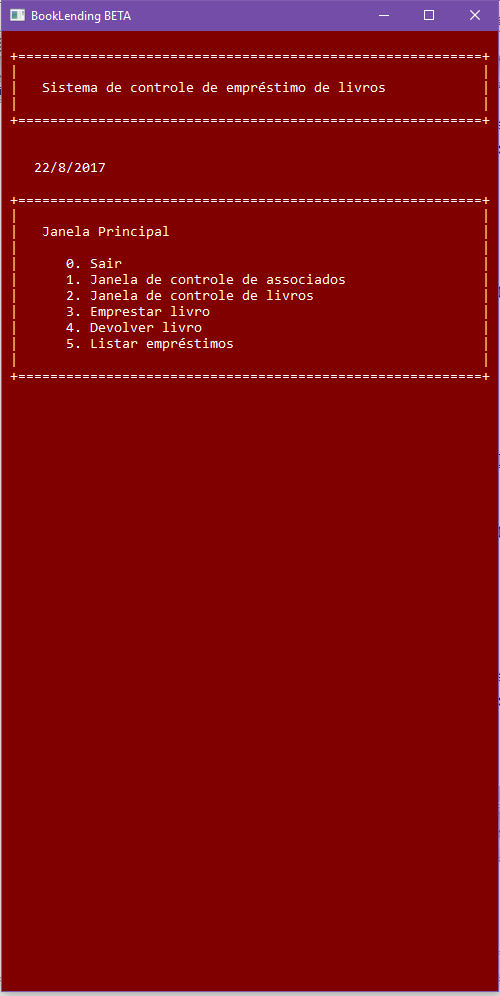 BookLending BETA
Sistema de controle de empréstimo de livros
22/8/2017
Janela Principal
0. Sair
1. Janela de controle de associados
2. Janela de controle de livros
3. Emprestar livro
4. Devolver livro
5. Listar empréstimos